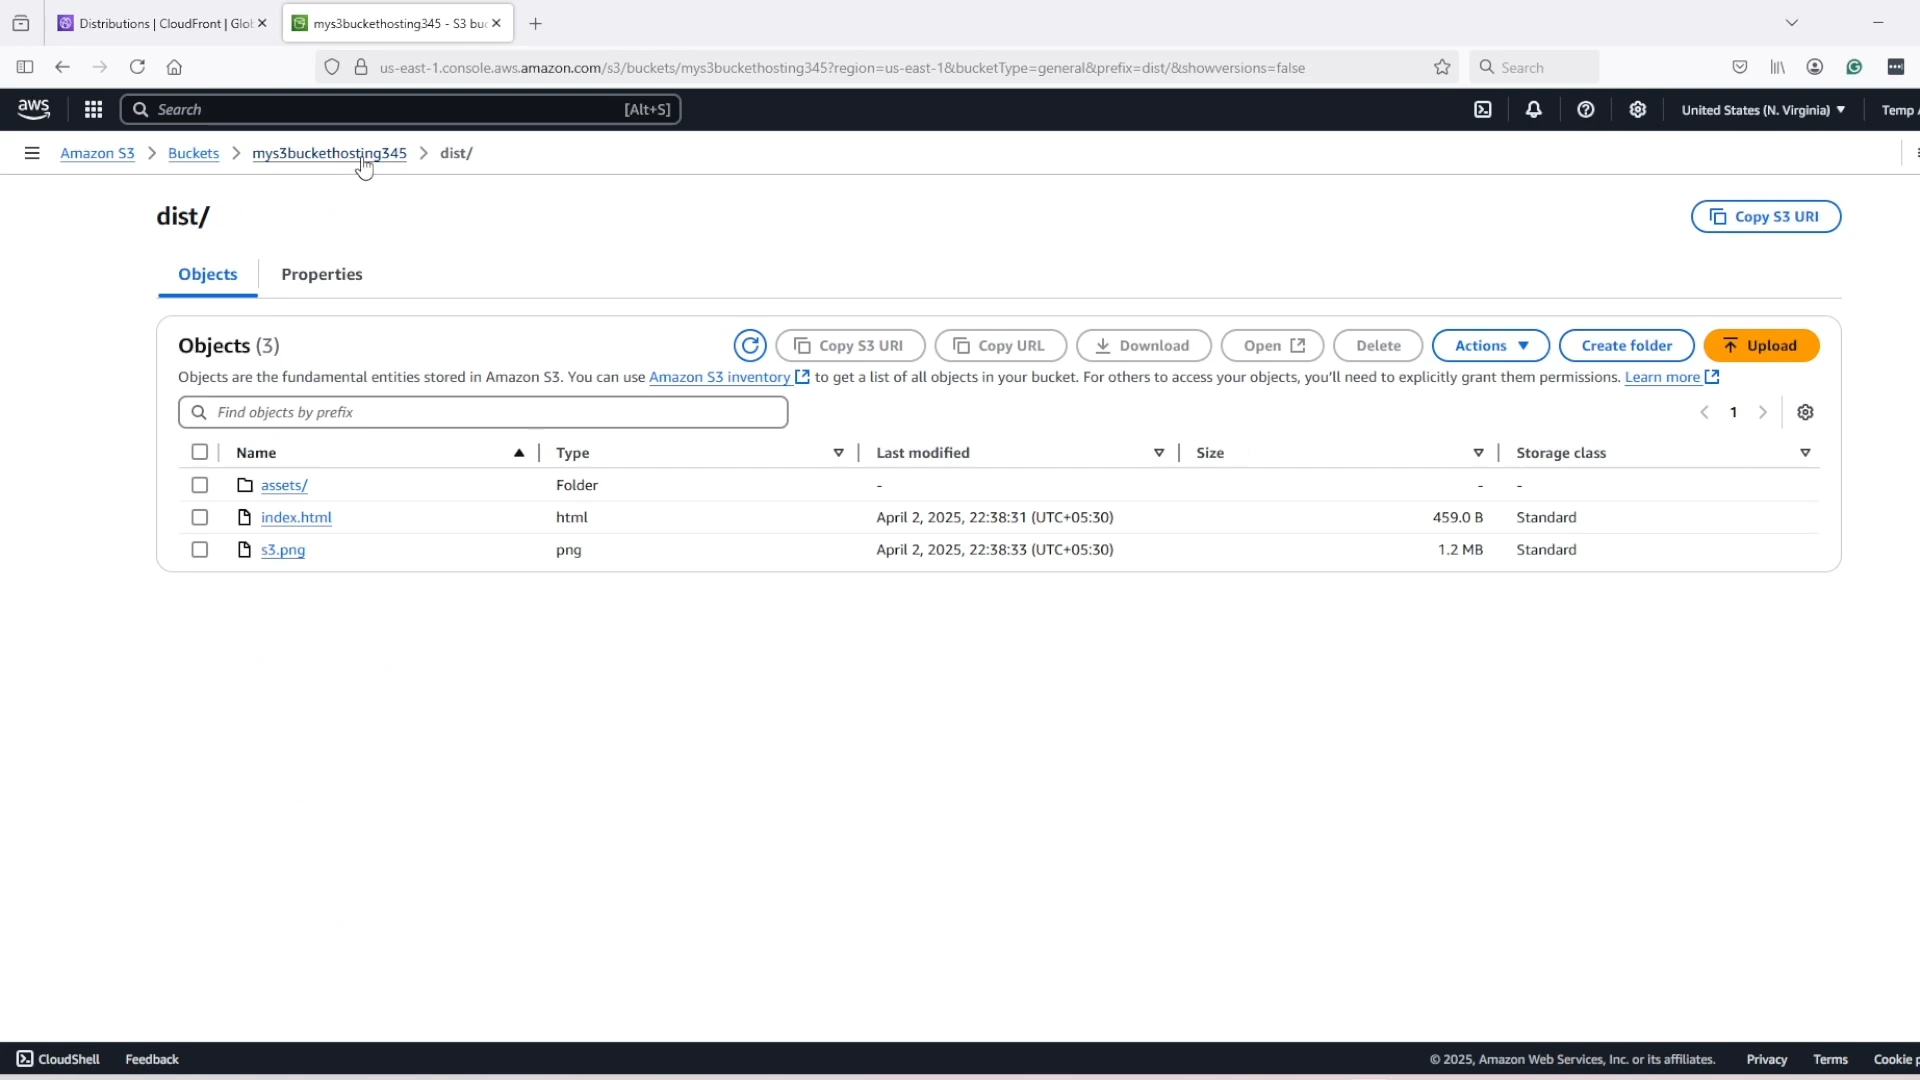 Distributions | CloudFront | Glo
mys3buckethosting345 - S3 buc
us-east-1.console.aws.amazon.com/s3/buckets/mys3buckethosting345?region=us-east-1&bucketType=general&prefix=dist/&showversions=false
Search
aws
Search [Alt+S]
United States (N. Virginia)
Temp
Amazon S3 > Buckets > mys3buckethosting345 > dist/
dist/
Copy S3 URI
Objects
Properties
Objects (3)
Copy S3 URI
Copy URL
Download
Open
Delete
Actions
Create folder
Upload
Objects are the fundamental entities stored in Amazon S3. You can use Amazon S3 inventory to get a list of all objects in your bucket. For others to access your objects, you'll need to explicitly grant them permissions. Learn more
Find objects by prefix
1
Name Type Last modified Size Storage class
assets/ Folder - - -
index.html html April 2, 2025, 22:38:31 (UTC+05:30) 459.0 B Standard
s3.png png April 2, 2025, 22:38:33 (UTC+05:30) 1.2 MB Standard
CloudShell Feedback © 2025, Amazon Web Services, Inc. or its affiliates. Privacy Terms Cookie p